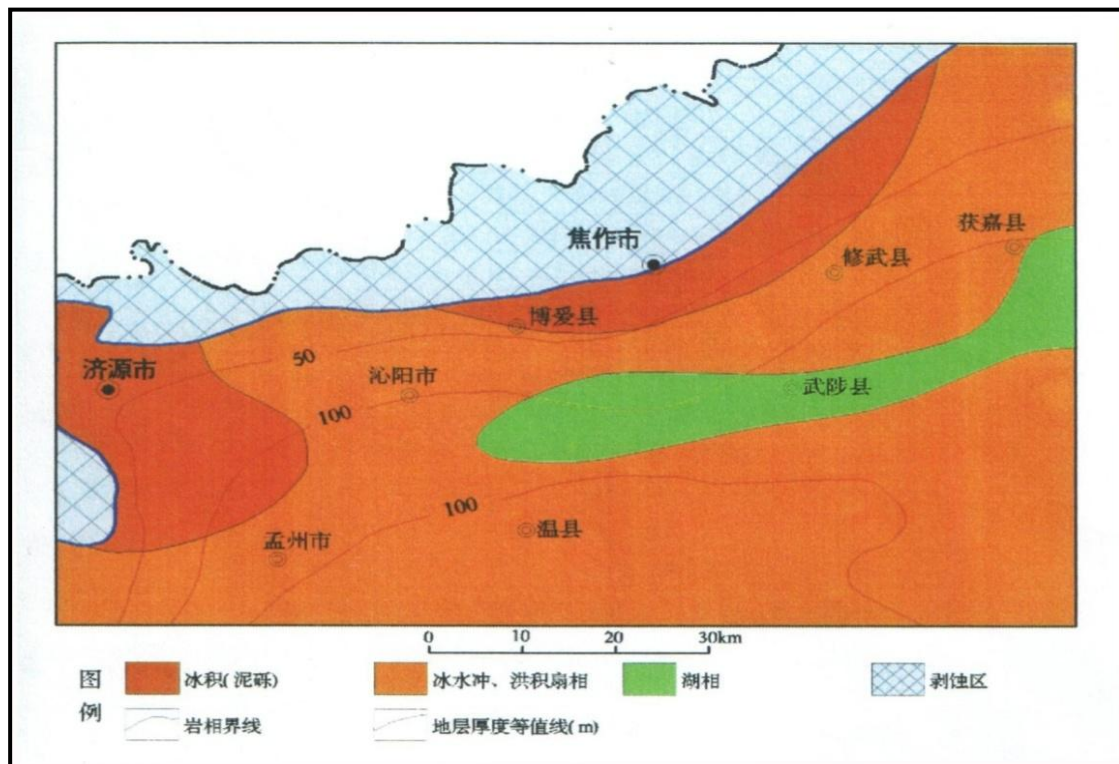 焦作市
获嘉县
修武县
博爱县
50
济源市
沁阳市
武陟县
100
100
孟州市
温县
0 10 20 30km
图例
冰积(泥砾)
冰水冲、洪积扇相
湖相
剥蚀区
岩相界线
地层厚度等值线(m)